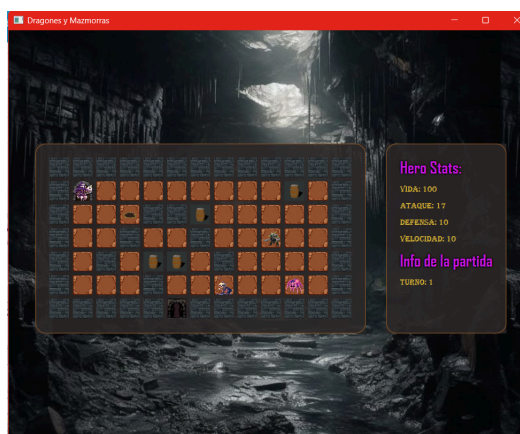 Dragones y Mazmorras
Hero Stats:
VIDA: 100
ATAQUE: 17
DEFENSA: 10
VELOCIDAD: 10
Info de la partida
TURNO: 1